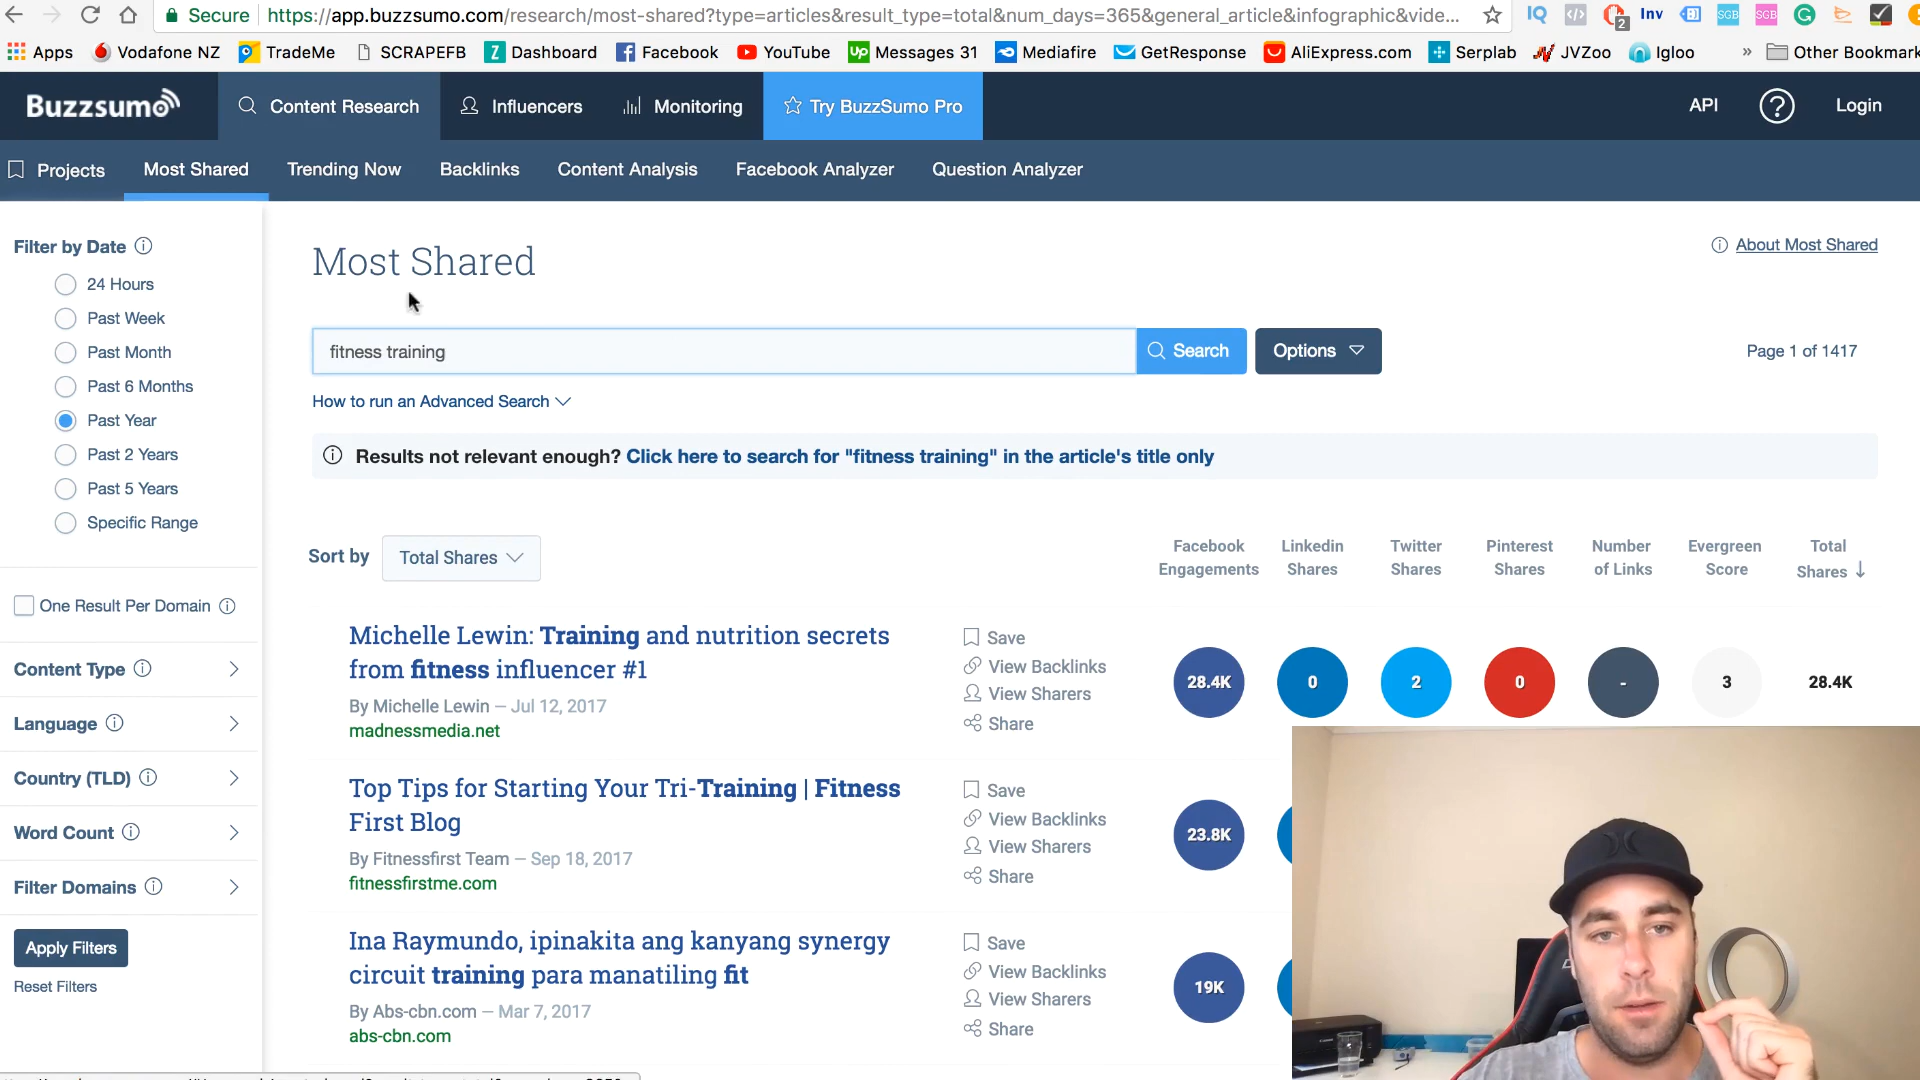 Secure https://app.buzzsumo.com/research/most-shared?type=articles&result_type=total&num_days=365&general_article&infographic&vide...
IQ 2 Inv SGB SGB
Apps Vodafone NZ TradeMe SCRAPEFB Dashboard Facebook YouTube Messages 31 Mediafire GetResponse AliExpress.com Serplab JVZoo Igloo » Other Bookmark
Buzzsumo Content Research Influencers Monitoring Try BuzzSumo Pro API ? Login
Projects Most Shared Trending Now Backlinks Content Analysis Facebook Analyzer Question Analyzer
Filter by Date
24 Hours
Past Week
Past Month
Past 6 Months
Past Year
Past 2 Years
Past 5 Years
Specific Range
One Result Per Domain
Content Type
Language
Country (TLD)
Word Count
Filter Domains
Apply Filters
Reset Filters
Most Shared
About Most Shared
fitness training
Search
Options
Page 1 of 1417
How to run an Advanced Search
Results not relevant enough? Click here to search for "fitness training" in the article's title only
Sort by Total Shares
Facebook Engagements
Linkedin Shares
Twitter Shares
Pinterest Shares
Number of Links
Evergreen Score
Total Shares
Michelle Lewin: Training and nutrition secrets
from fitness influencer #1
By Michelle Lewin – Jul 12, 2017
madnessmedia.net
Save
View Backlinks
View Sharers
Share
28.4K 0 2 0 - 3 28.4K
Top Tips for Starting Your Tri-Training | Fitness
First Blog
By Fitnessfirst Team – Sep 18, 2017
fitnessfirstme.com
Save
View Backlinks
View Sharers
Share
23.8K
Ina Raymundo, ipinakita ang kanyang synergy
circuit training para manatiling fit
By Abs-cbn.com – Mar 7, 2017
abs-cbn.com
Save
View Backlinks
View Sharers
Share
19K